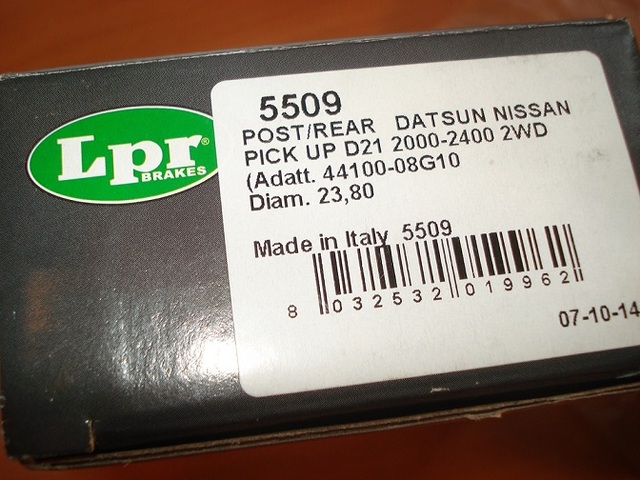 Lpr®
BRAKES
5509
POST/REAR DATSUN NISSAN
PICK UP D21 2000-2400 2WD
(Adatt. 44100-08G10
Diam. 23,80
Made in Italy 5509
8 032532 019962
07-10-14